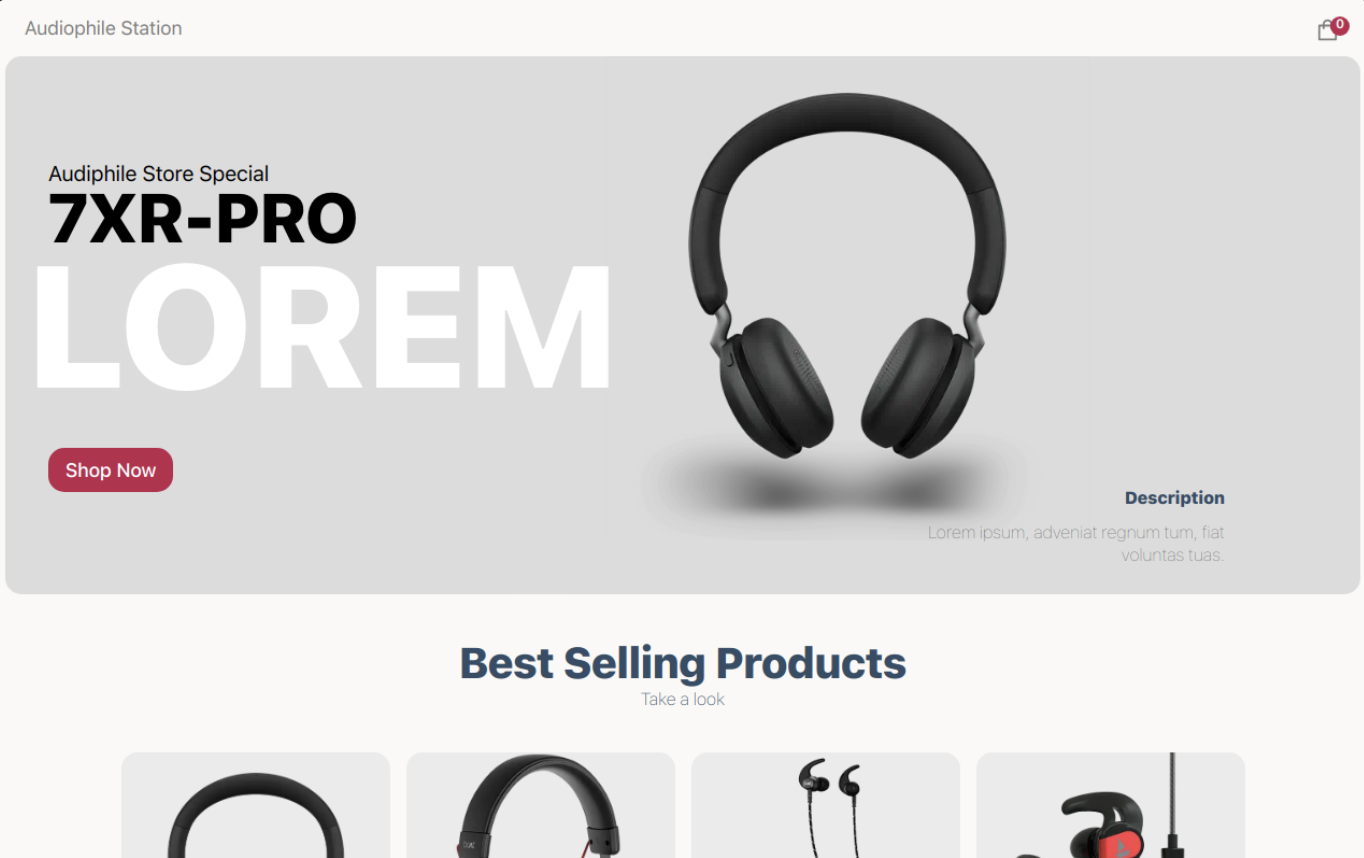 Audiophile Station
0
Audiphile Store Special
7XR-PRO
LOREM
Shop Now
Description
Lorem ipsum, adveniat regnum tum, fiat
voluntas tuas.
Best Selling Products
Take a look